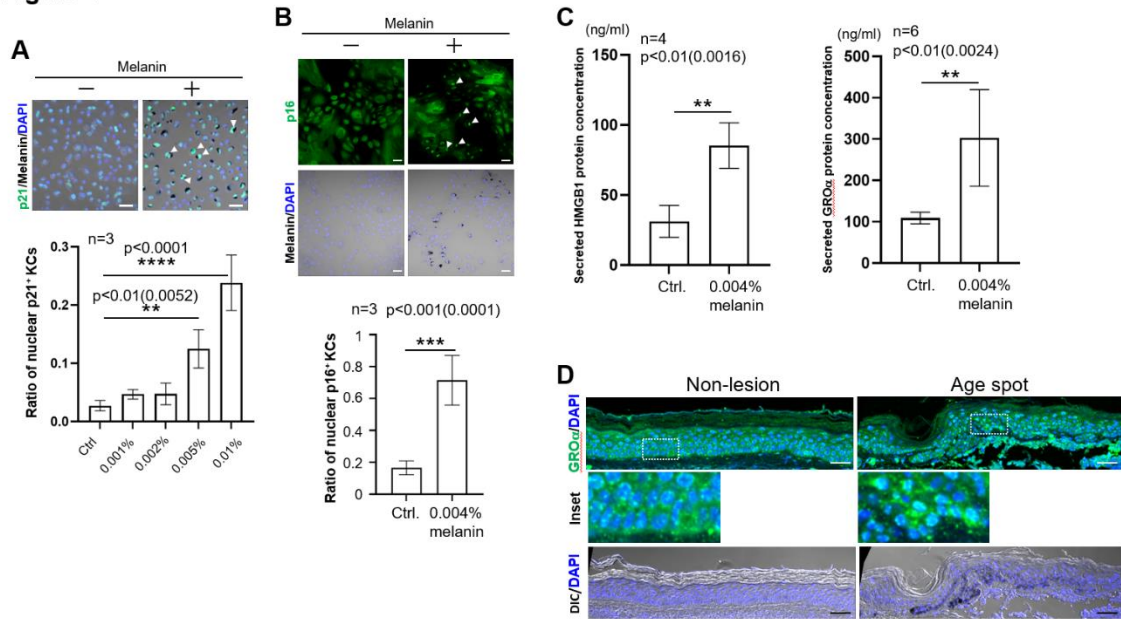 A
Melanin
− +
p21/Melanin/DAPI
n=3
p<0.0001
****
p<0.01(0.0052)
**
Ratio of nuclear p21⁺ KCs
0.3
0.2
0.1
0.0
Ctrl 0.001% 0.002% 0.005% 0.01%
B
Melanin
− +
p16
Melanin/DAPI
n=3 p<0.001(0.0001)
***
Ratio of nuclear p16⁺ KCs
1
0.8
0.6
0.4
0.2
0
Ctrl. 0.004%
melanin
C
(ng/ml)
n=4
p<0.01(0.0016)
**
Secreted HMGB1 protein concentration
150
100
50
0
Ctrl. 0.004%
melanin
(ng/ml)
n=6
p<0.01(0.0024)
**
Secreted GROα protein concentration
500
400
300
200
100
0
Ctrl. 0.004%
melanin
D
Non-lesion Age spot
GROα/DAPI
Inset
DIC/DAPI